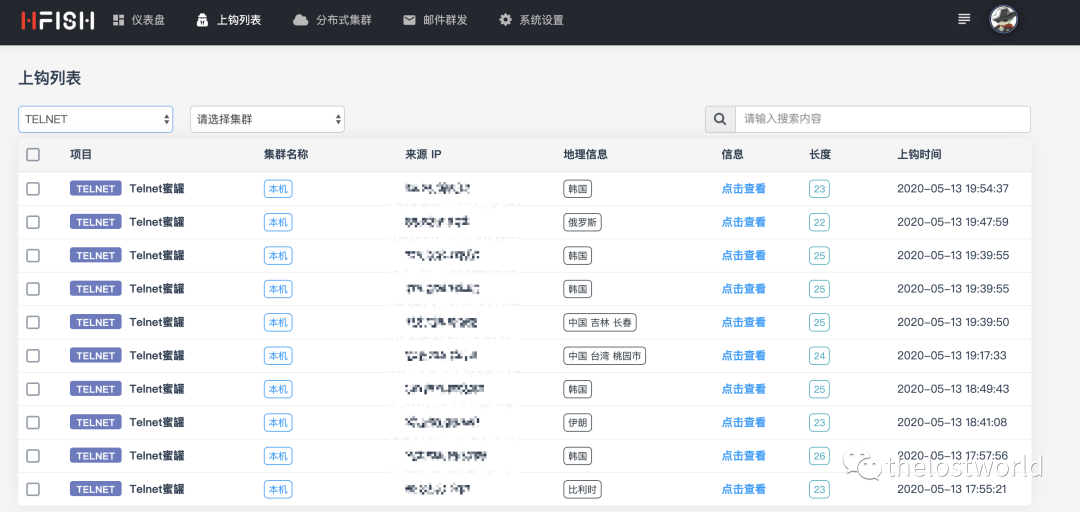 HFISH 仪表盘 上钩列表 分布式集群 邮件群发 系统设置
上钩列表
TELNET 请选择集群 请输入搜索内容
项目 集群名称 来源 IP 地理信息 信息 长度 上钩时间
TELNET Telnet蜜罐 本机 韩国 点击查看 23 2020-05-13 19:54:37
TELNET Telnet蜜罐 本机 俄罗斯 点击查看 22 2020-05-13 19:47:59
TELNET Telnet蜜罐 本机 韩国 点击查看 25 2020-05-13 19:39:55
TELNET Telnet蜜罐 本机 韩国 点击查看 25 2020-05-13 19:39:55
TELNET Telnet蜜罐 本机 中国 吉林 长春 点击查看 25 2020-05-13 19:39:50
TELNET Telnet蜜罐 本机 中国 台湾 桃园市 点击查看 24 2020-05-13 19:17:33
TELNET Telnet蜜罐 本机 韩国 点击查看 25 2020-05-13 18:49:43
TELNET Telnet蜜罐 本机 伊朗 点击查看 23 2020-05-13 18:41:08
TELNET Telnet蜜罐 本机 韩国 点击查看 26 2020-05-13 17:57:56
thelostworld
TELNET Telnet蜜罐 本机 比利时 点击查看 23 2020-05-13 17:55:21